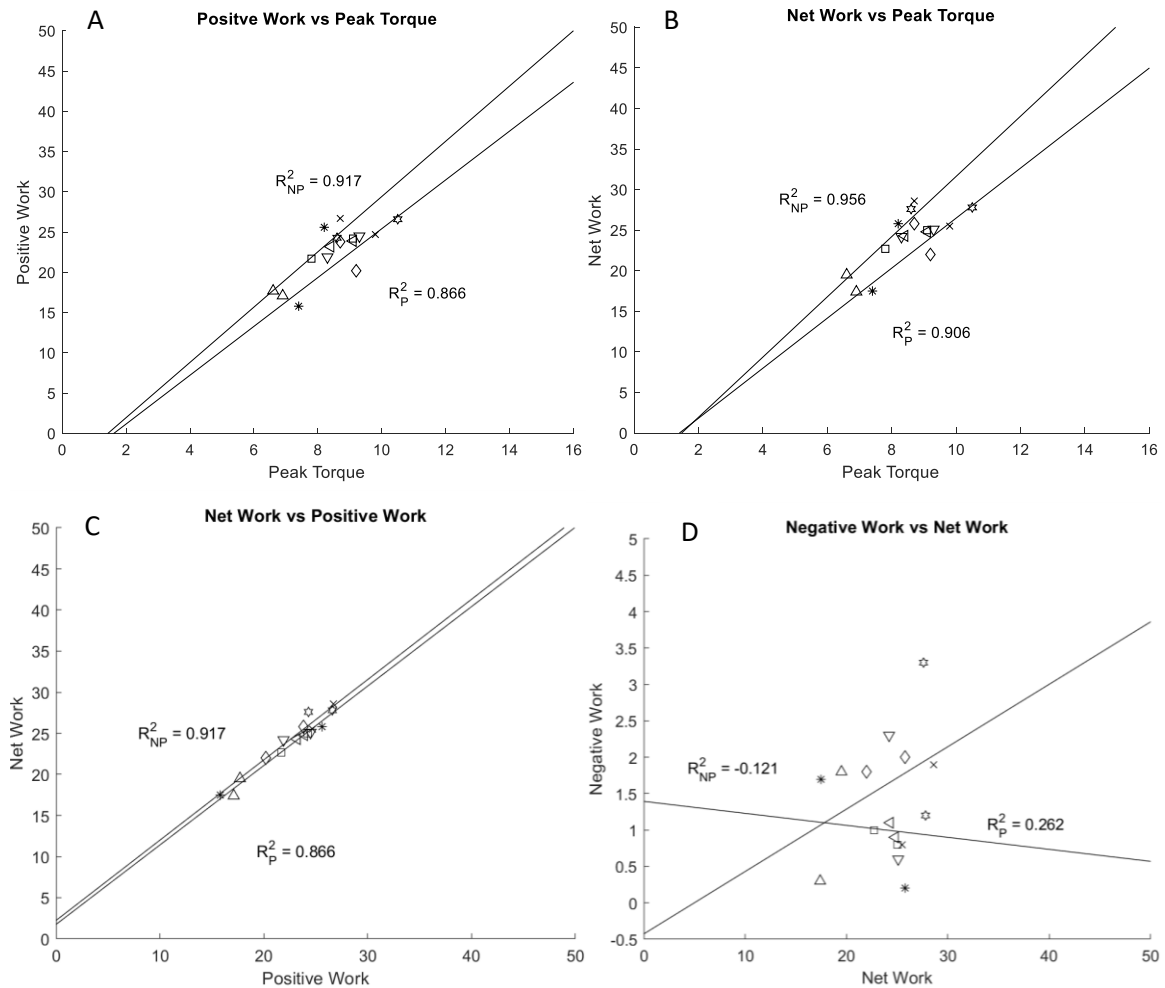 A
Positve Work vs Peak Torque
50
45
40
35
30
25
20
15
10
5
0
Positive Work
R²NP = 0.917
R²P = 0.866
0 2 4 6 8 10 12 14 16
Peak Torque
B
Net Work vs Peak Torque
50
45
40
35
30
25
20
15
10
5
0
Net Work
R²NP = 0.956
R²P = 0.906
0 2 4 6 8 10 12 14 16
Peak Torque
C
Net Work vs Positive Work
50
45
40
35
30
25
20
15
10
5
0
Net Work
R²NP = 0.917
R²P = 0.866
0 10 20 30 40 50
Positive Work
D
Negative Work vs Net Work
5
4.5
4
3.5
3
2.5
2
1.5
1
0.5
0
-0.5
Negative Work
R²NP = -0.121
R²P = 0.262
0 10 20 30 40 50
Net Work